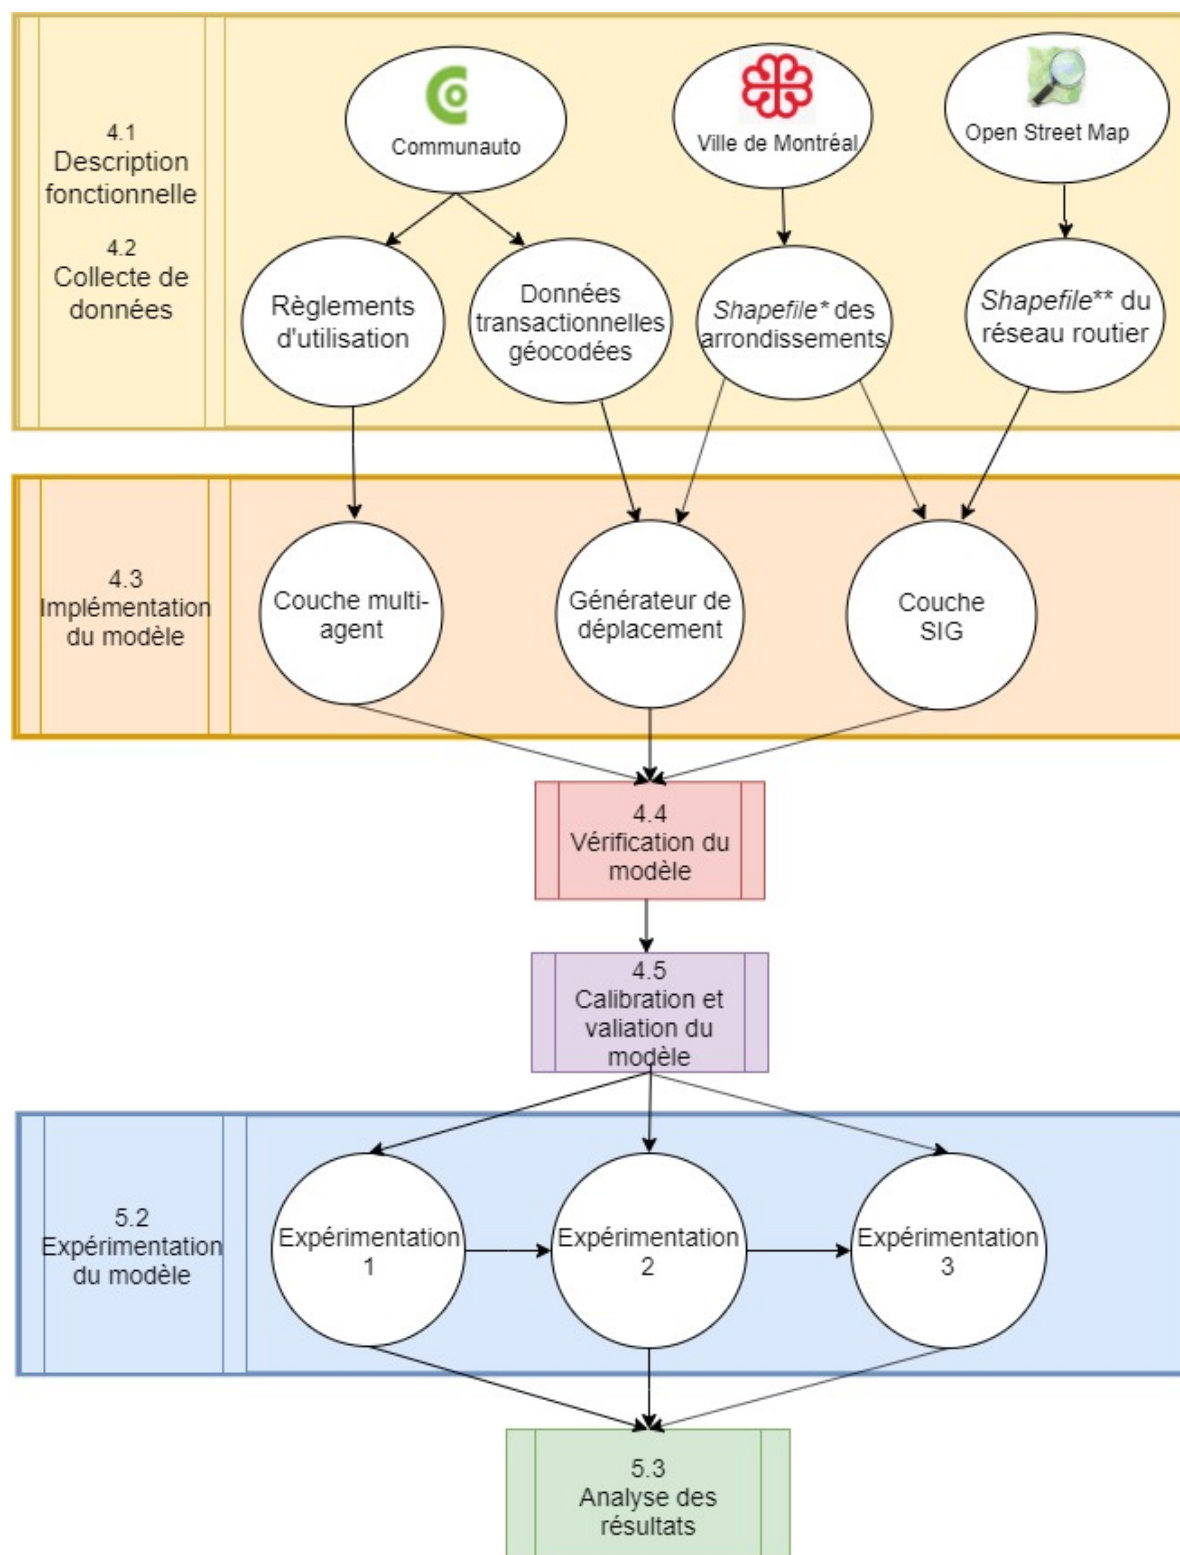 4.1
Description
fonctionnelle
4.2
Collecte de
données
Communauto
Ville de Montréal
Open Street Map
Règlements
d'utilisation
Données
transactionnelles
géocodées
Shapefile* des
arrondissements
Shapefile** du
réseau routier
4.3
Implémentation
du modèle
Couche multi-
agent
Générateur de
déplacement
Couche
SIG
4.4
Vérification du
modèle
4.5
Calibration et
valiation du
modèle
5.2
Expérimentation
du modèle
Expérimentation
1
Expérimentation
2
Expérimentation
3
5.3
Analyse des
résultats